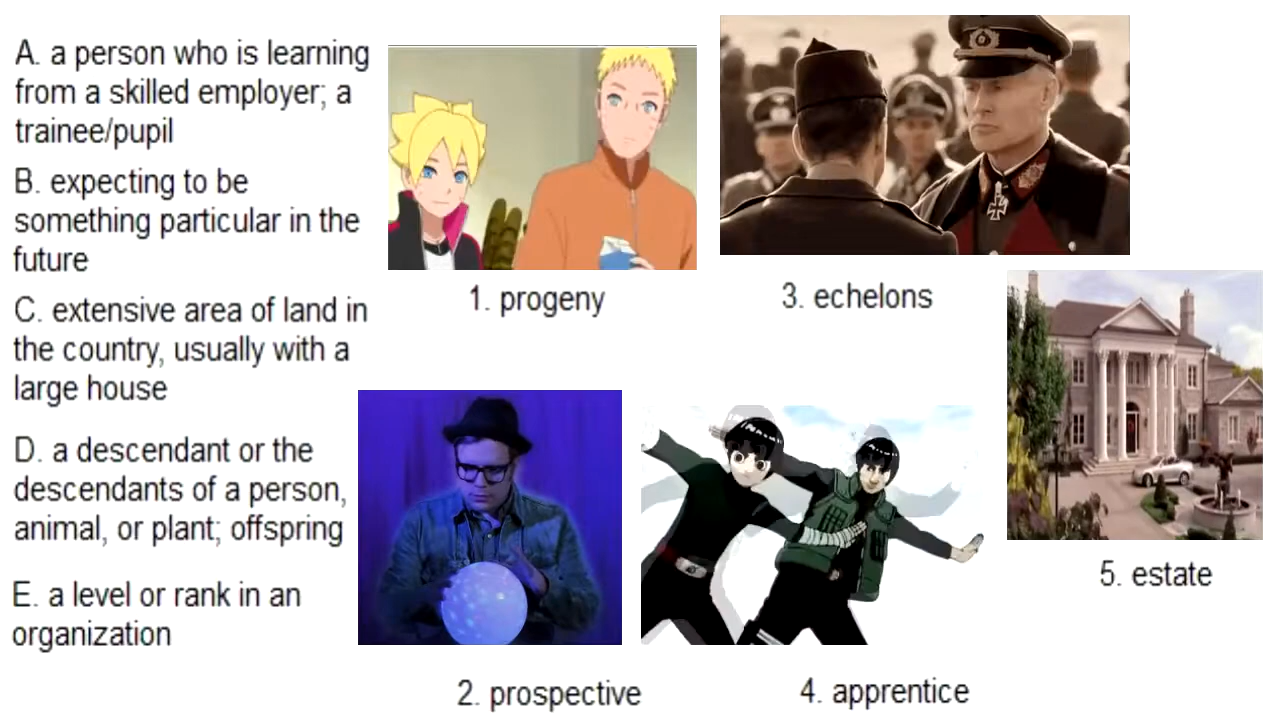 A. a person who is learning
from a skilled employer; a
trainee/pupil
B. expecting to be
something particular in the
future
C. extensive area of land in
the country, usually with a
large house
D. a descendant or the
descendants of a person,
animal, or plant; offspring
E. a level or rank in an
organization
1. progeny
3. echelons
5. estate
2. prospective
4. apprentice